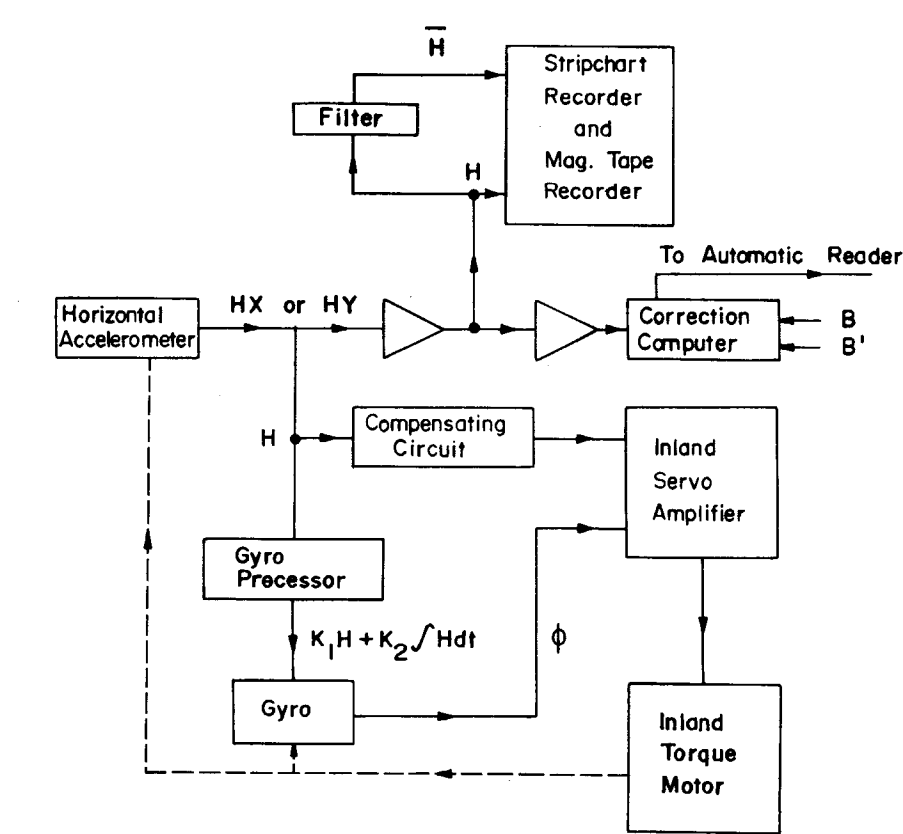 H̅
Stripchart
Recorder
and
Mag. Tape
Recorder
Filter
H
To Automatic Reader
HX or HY
Horizontal
Accelerometer
Correction
Computer
B
B'
H
Compensating
Circuit
Inland
Servo
Amplifier
Gyro
Precessor
K₁H + K₂∫Hdt
ϕ
Gyro
Inland
Torque
Motor